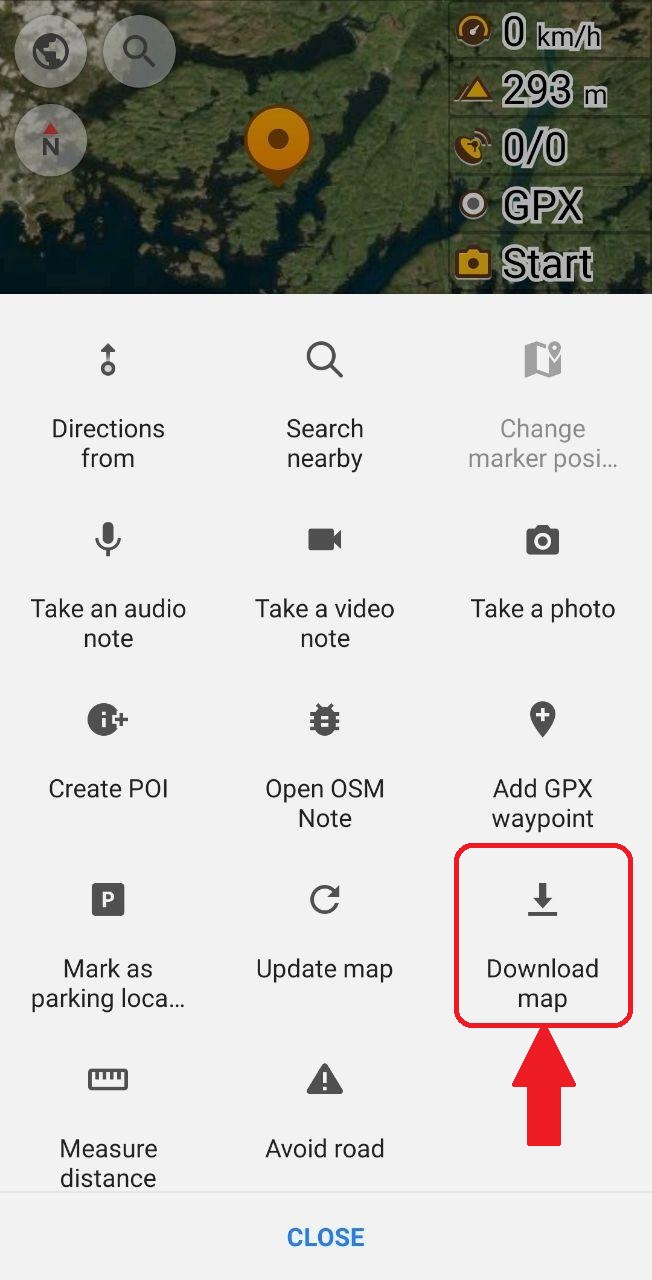 0 km/h
293 m
N
0/0
GPX
Start
Directions
from
Search
nearby
Change
marker posi...
Take an audio
note
Take a video
note
Take a photo
Create POI
Open OSM
Note
Add GPX
waypoint
P
Mark as
parking loca...
Update map
Download
map
Measure
distance
Avoid road
CLOSE